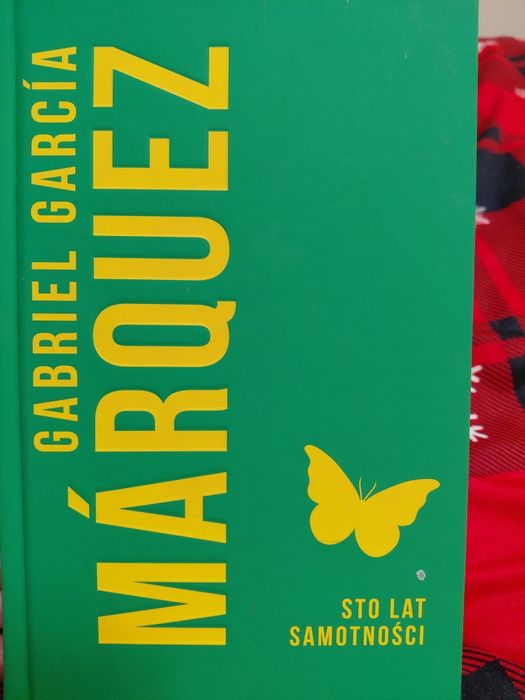 GABRIEL GARCÍA
MÁRQUEZ
STO LAT
SAMOTNOŚCI